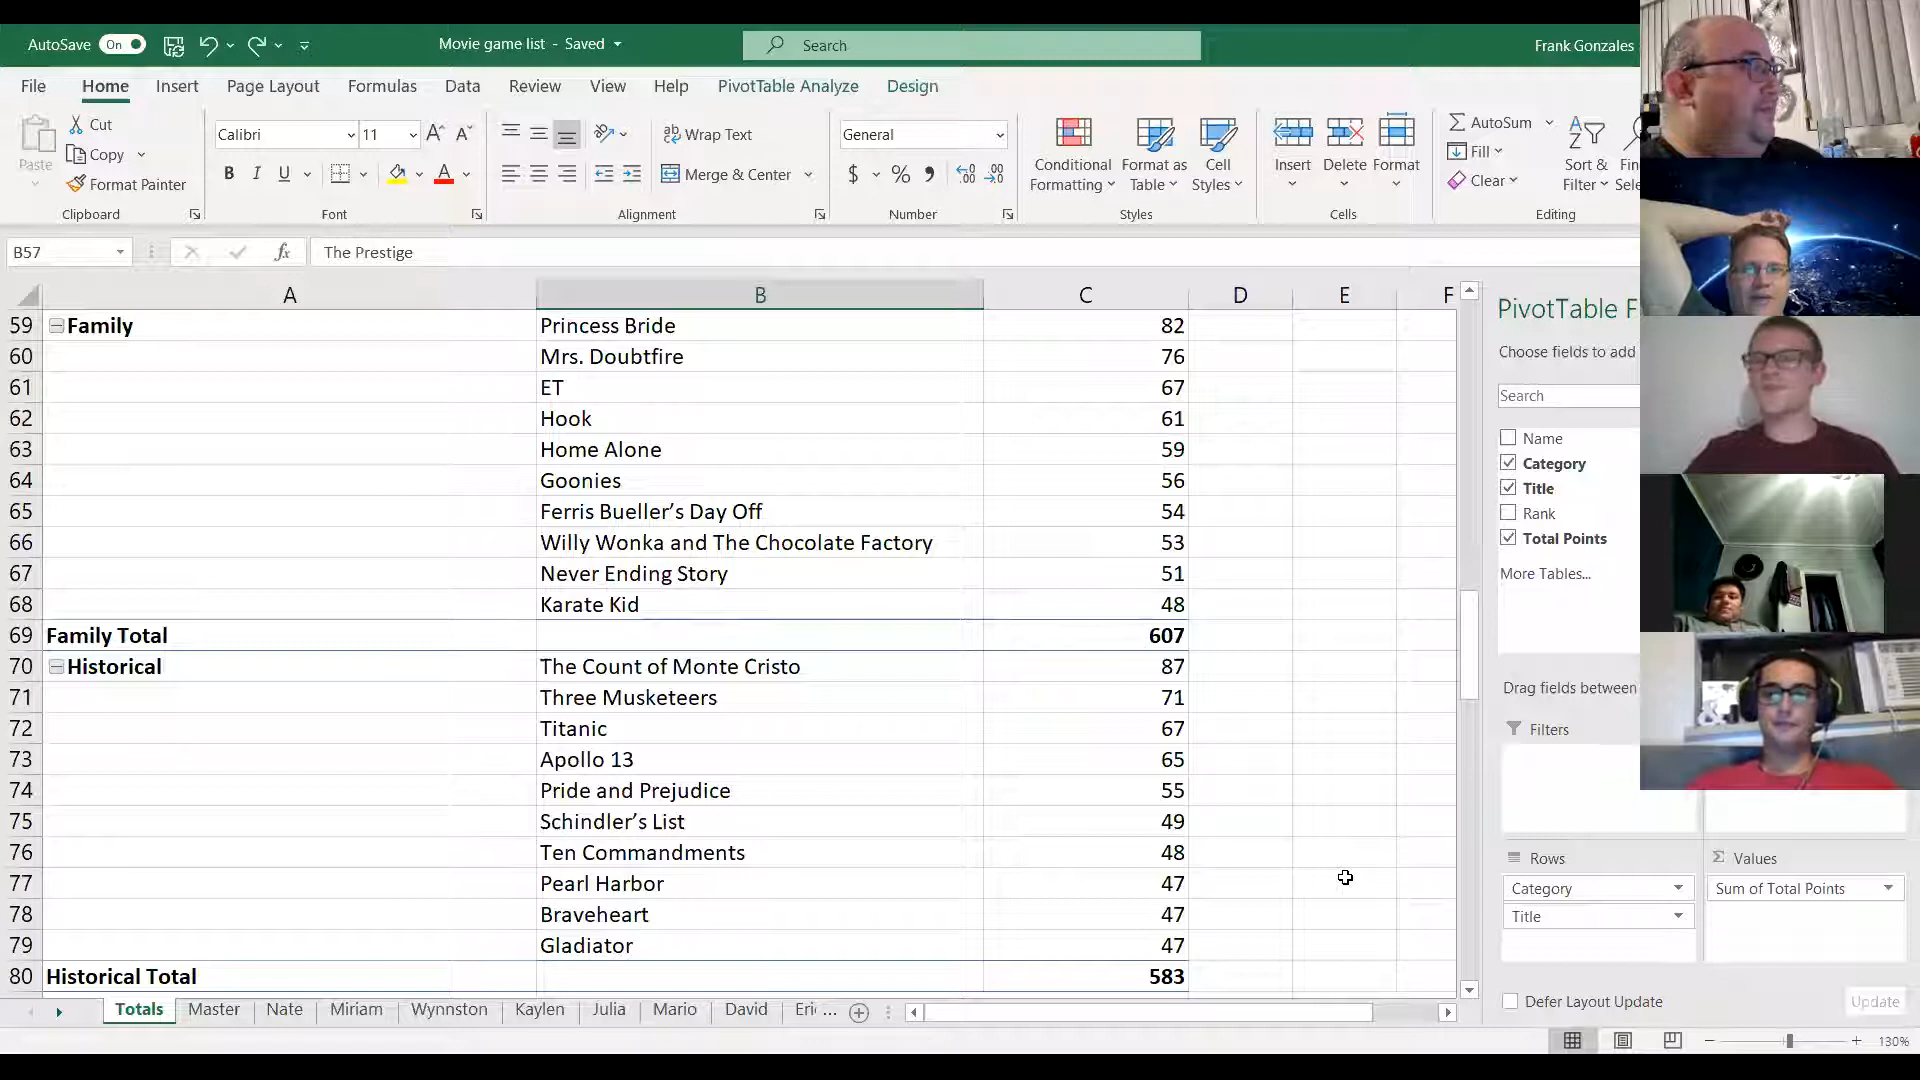 AutoSave On Movie game list - Saved Search Frank Gonzales
File Home Insert Page Layout Formulas Data Review View Help PivotTable Analyze Design
Paste
Cut
Copy
Format Painter
Clipboard
Calibri 11
B I U A
Font
ab Wrap Text
Merge & Center
Alignment
General
$ %
Number
Conditional Formatting
Format as Table
Cell Styles
Styles
Insert Delete Format
Cells
AutoSum
Fill
Clear
Sort & Filter
Editing
B57 fx The Prestige
A B C D E F
59 Family Princess Bride 82
60 Mrs. Doubtfire 76
61 ET 67
62 Hook 61
63 Home Alone 59
64 Goonies 56
65 Ferris Bueller’s Day Off 54
66 Willy Wonka and The Chocolate Factory 53
67 Never Ending Story 51
68 Karate Kid 48
69 Family Total 607
70 Historical The Count of Monte Cristo 87
71 Three Musketeers 71
72 Titanic 67
73 Apollo 13 65
74 Pride and Prejudice 55
75 Schindler’s List 49
76 Ten Commandments 48
77 Pearl Harbor 47
78 Braveheart 47
79 Gladiator 47
80 Historical Total 583
PivotTable F
Choose fields to add
Search
Name
Category
Title
Rank
Total Points
More Tables...
Drag fields between
Filters
Rows
Category
Title
Σ Values
Sum of Total Points
Defer Layout Update Update
Totals Master Nate Miriam Wynnston Kaylen Julia Mario David Eri ...
130%